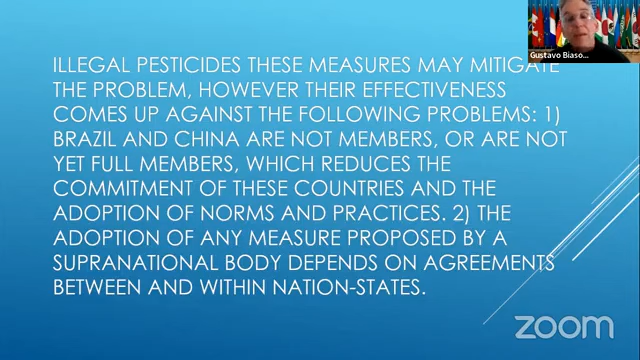 Gustavo Biaso...
ILLEGAL PESTICIDES THESE MEASURES MAY MITIGATE
THE PROBLEM, HOWEVER THEIR EFFECTIVENESS
COMES UP AGAINST THE FOLLOWING PROBLEMS: 1)
BRAZIL AND CHINA ARE NOT MEMBERS, OR ARE NOT
YET FULL MEMBERS, WHICH REDUCES THE
COMMITMENT OF THESE COUNTRIES AND THE
ADOPTION OF NORMS AND PRACTICES. 2) THE
ADOPTION OF ANY MEASURE PROPOSED BY A
SUPRANATIONAL BODY DEPENDS ON AGREEMENTS
BETWEEN AND WITHIN NATION-STATES.
zoom